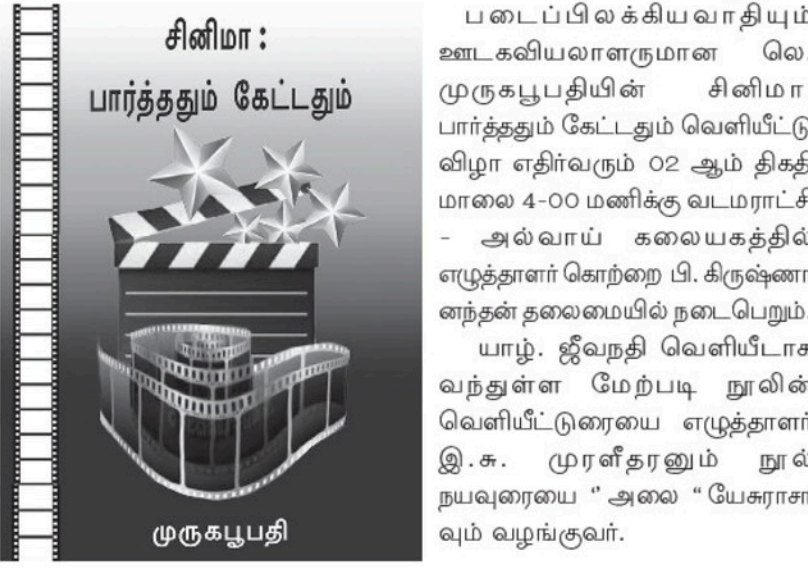 சினிமா :
பார்த்ததும் கேட்டதும்
முருகபூபதி
படைப்பிலக்கியவாதியும்
ஊடகவியலாளருமான லெ.
முருகபூபதியின் சினிமா
பார்த்ததும் கேட்டதும் வெளியீட்டு
விழா எதிர்வரும் 02 ஆம் திகதி
மாலை 4-00 மணிக்கு வடமராட்சி
- அல்வாய் கலையகத்தில்
எழுத்தாளர் கொற்றை பி. கிருஷ்ணா
னந்தன் தலைமையில் நடைபெறும்.
யாழ். ஜீவநதி வெளியீடாக
வந்துள்ள மேற்படி நூலின்
வெளியீட்டுரையை எழுத்தாளர்
இ.சு. முரளீதரனும் நூல்
நயவுரையை “அலை “யேசுராசா
வும் வழங்குவர்.